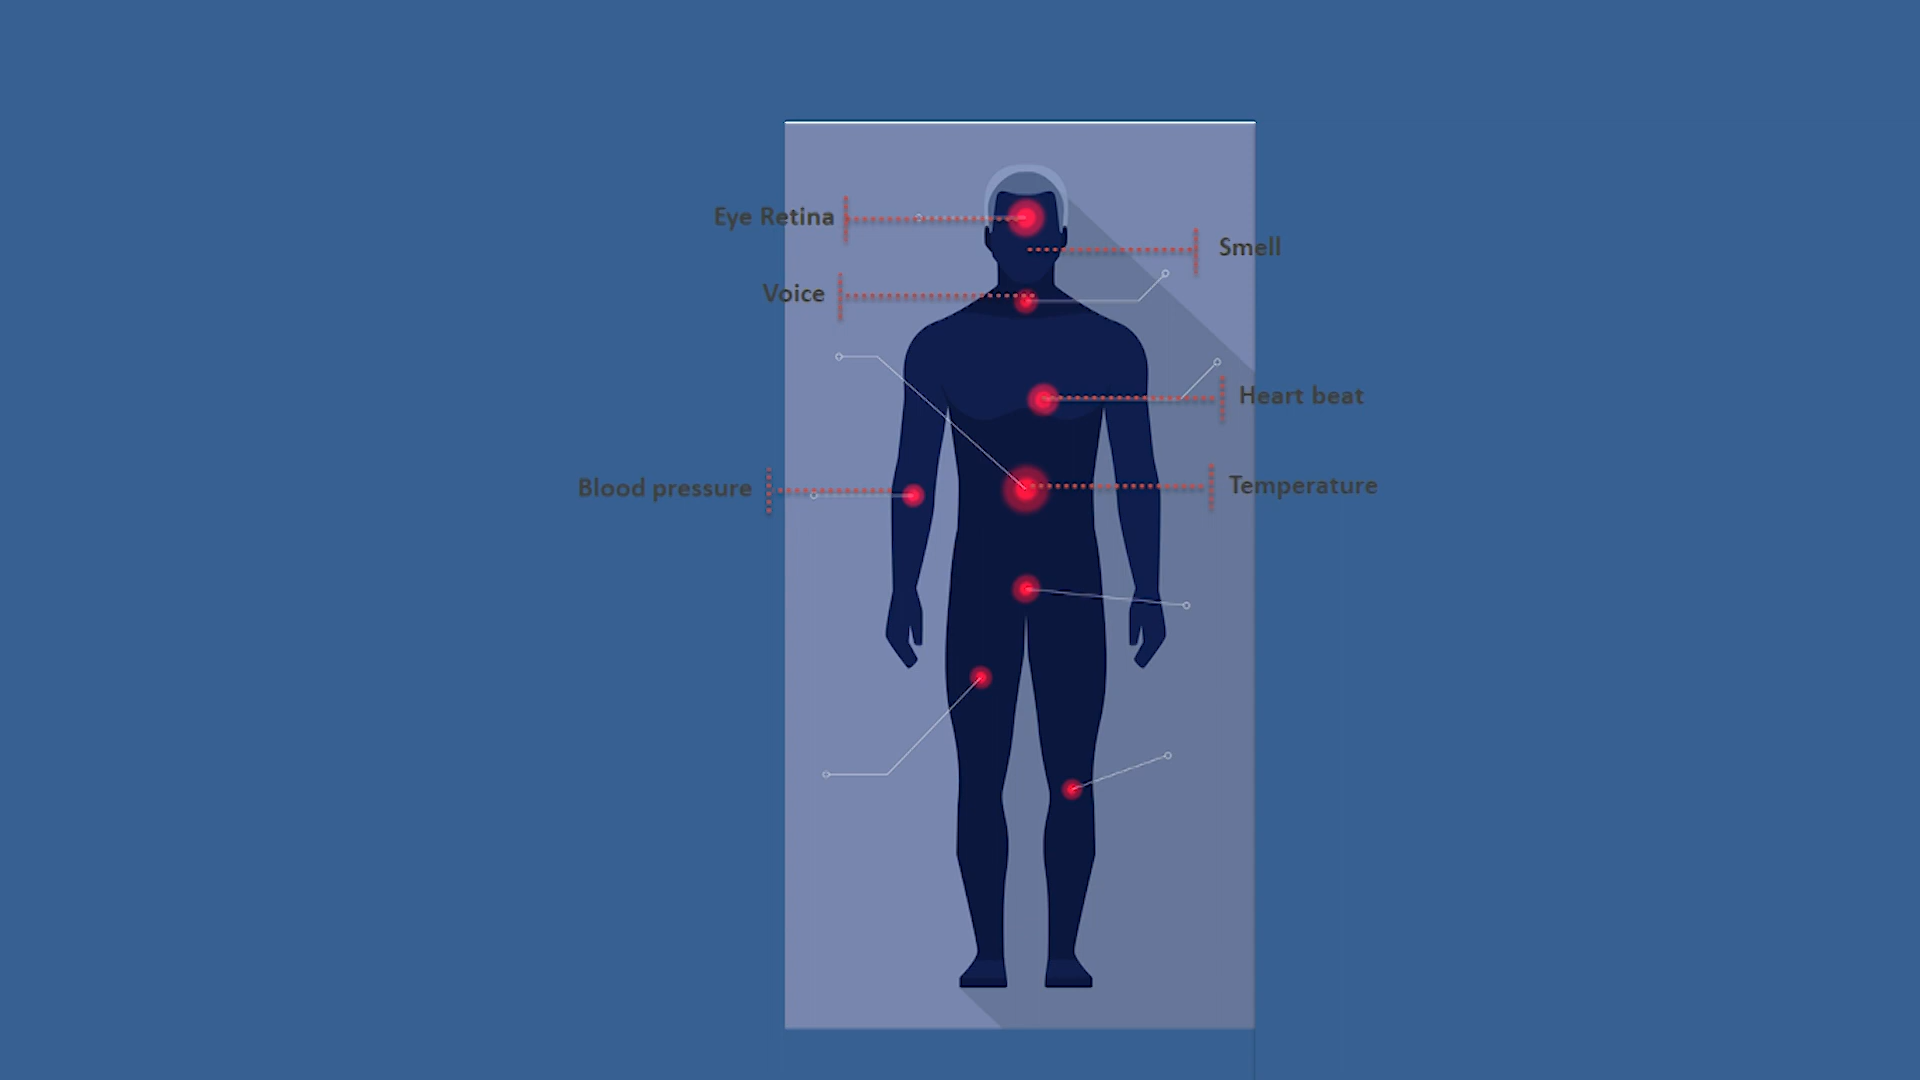 Eye Retina
Smell
Voice
Heart beat
Temperature
Blood pressure